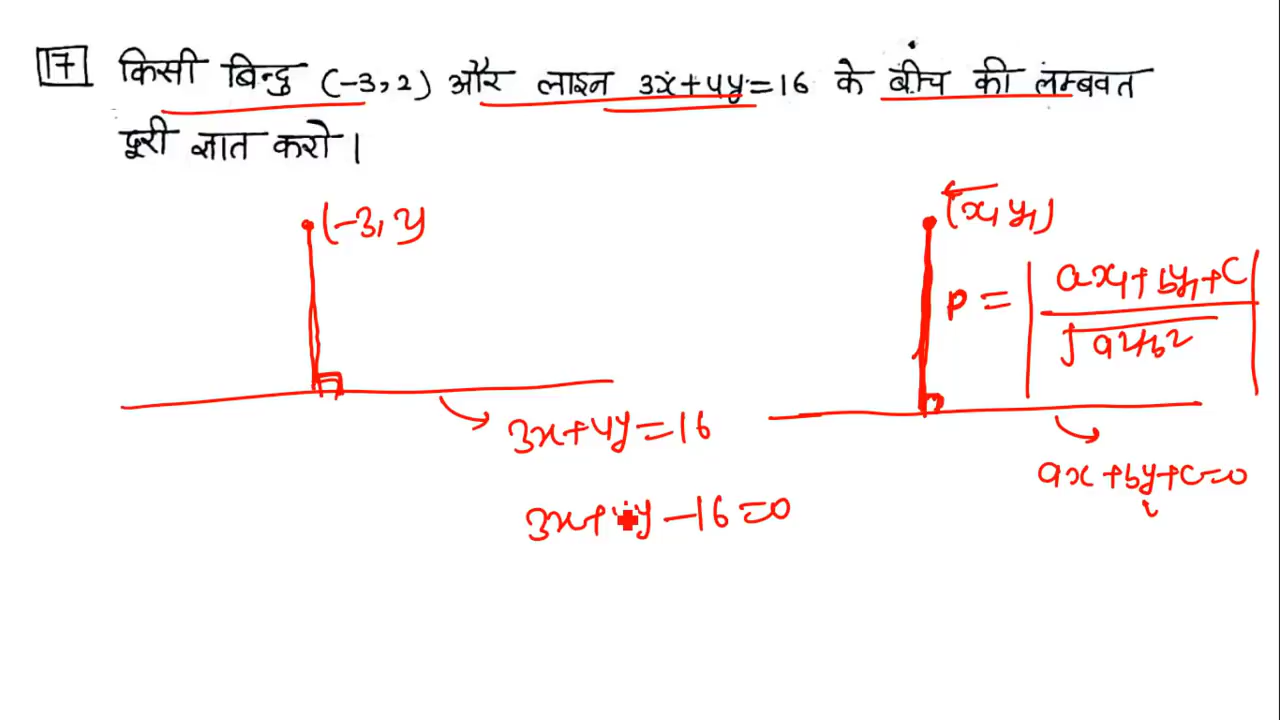 17 किसी बिन्दु (-3,2) और लाइन 3x+4y=16 के बीच की लम्बवत
दूरी ज्ञात करो।
(-3, y
(x₁ y₁)
P = | ax₁+by₁+C / √a²+b² |
3x+4y=16
ax+by+c=0
3x+4y-16=0